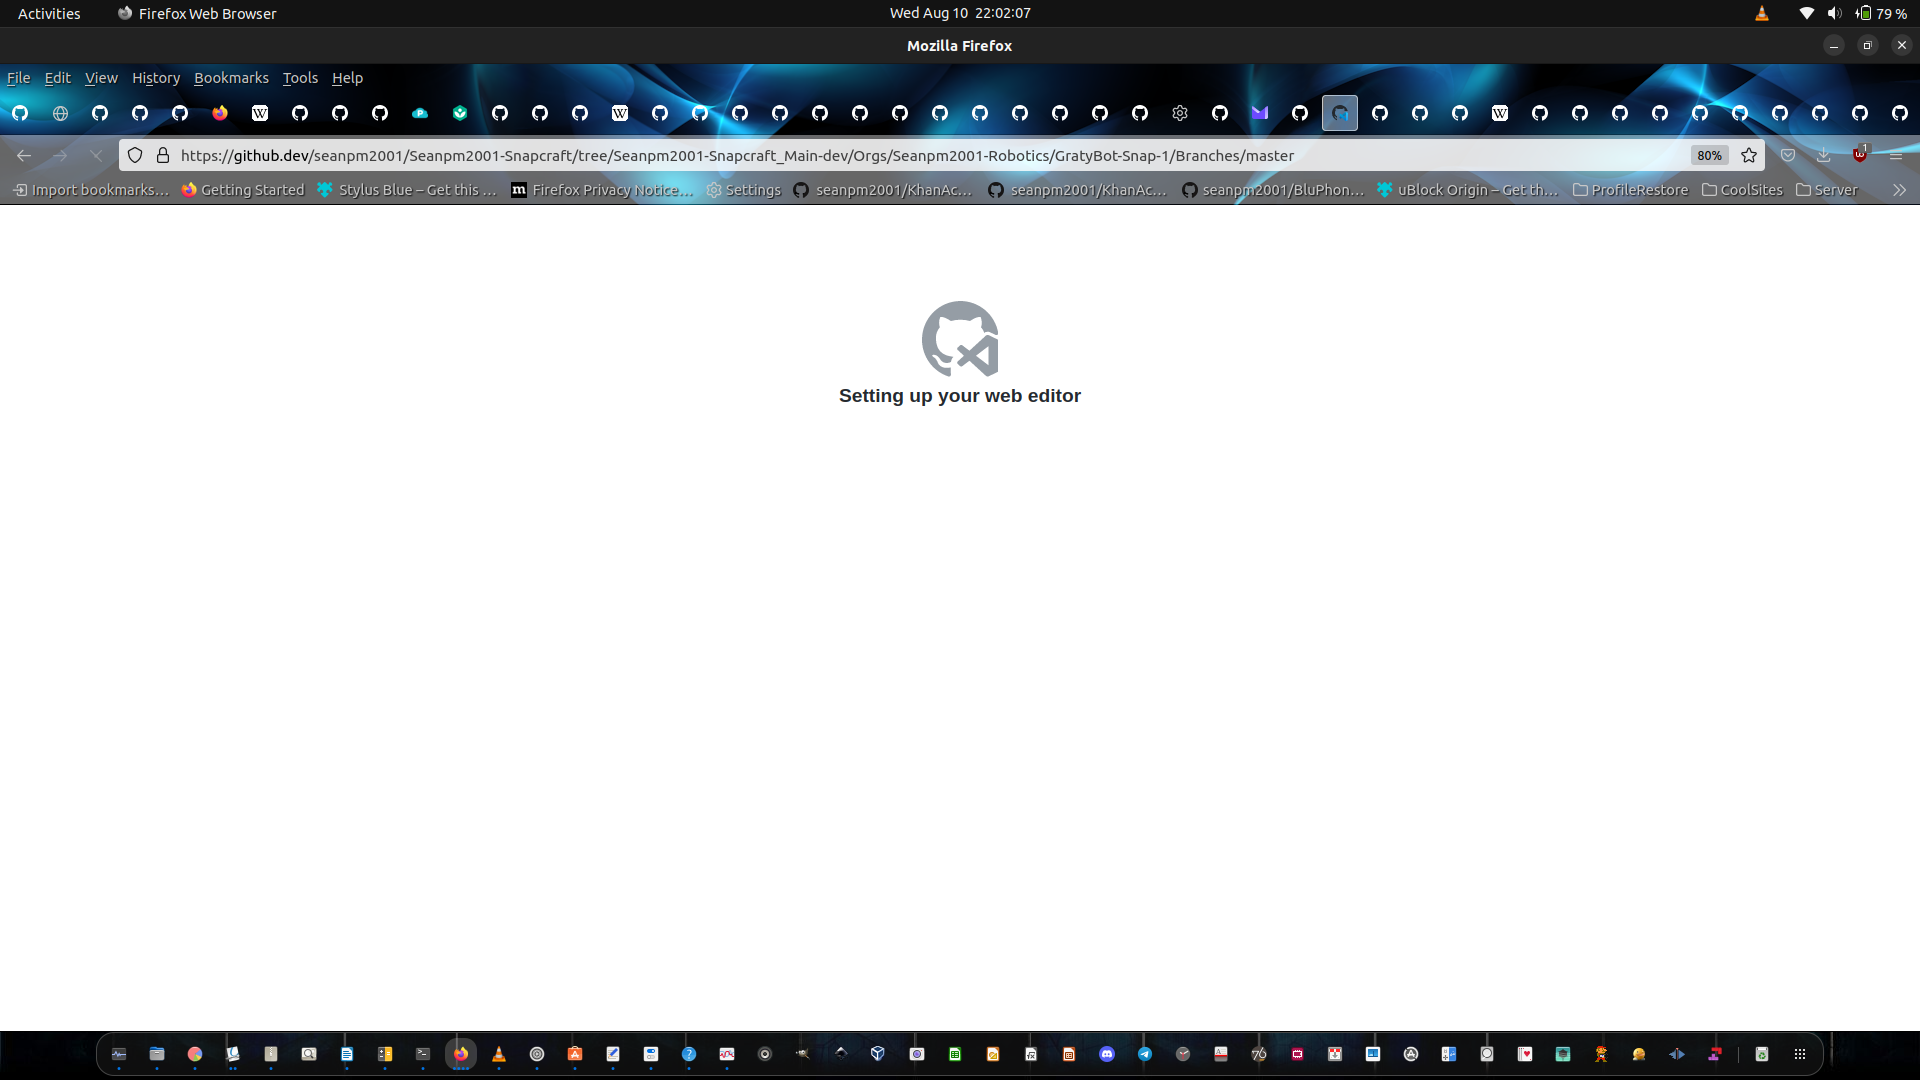 Activities Firefox Web Browser Wed Aug 10 22:02:07 79 %
Mozilla Firefox
File Edit View History Bookmarks Tools Help
https://github.dev/seanpm2001/Seanpm2001-Snapcraft/tree/Seanpm2001-Snapcraft_Main-dev/Orgs/Seanpm2001-Robotics/GratyBot-Snap-1/Branches/master 80% 1
Import bookmarks… Getting Started Stylus Blue – Get this … Firefox Privacy Notice… Settings seanpm2001/KhanAc… seanpm2001/KhanAc… seanpm2001/BluPhon… uBlock Origin – Get th… ProfileRestore CoolSites Server
Setting up your web editor